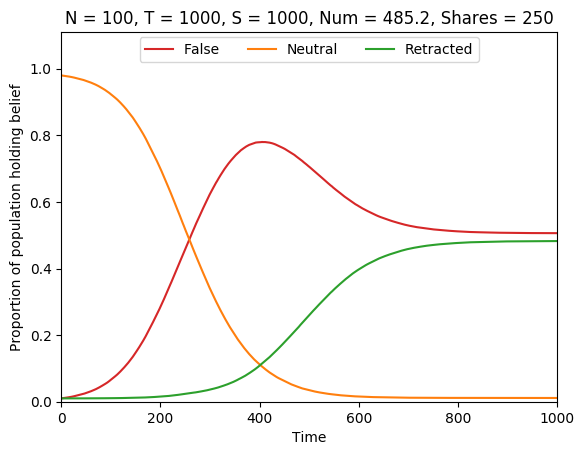 N = 100, T = 1000, S = 1000, Num = 485.2, Shares = 250
False Neutral Retracted
1.0
0.8
0.6
0.4
0.2
0.0
Proportion of population holding belief
0 200 400 600 800 1000
Time